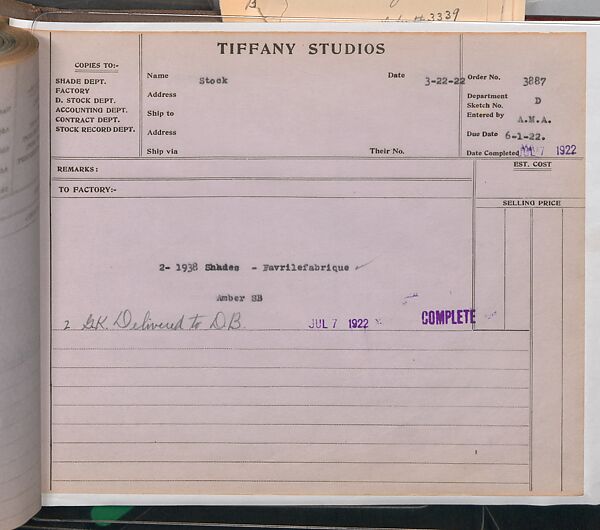 3339
TIFFANY STUDIOS
COPIES TO:-
SHADE DEPT.
FACTORY
D. STOCK DEPT.
ACCOUNTING DEPT.
CONTRACT DEPT.
STOCK RECORD DEPT.
Name Stock Date 3-22-22
Address
Ship to
Address
Ship via Their No.
Order No. 3887
Department D
Sketch No.
Entered by A.M.A.
Due Date 6-1-22.
Date Completed 7 1922
REMARKS:
EST. COST
TO FACTORY:-
SELLING PRICE
2- 1938 Shades - Favrilefabrique
Amber SB
2 G.K. Delivered to D.B. JUL 7 1922 COMPLETE